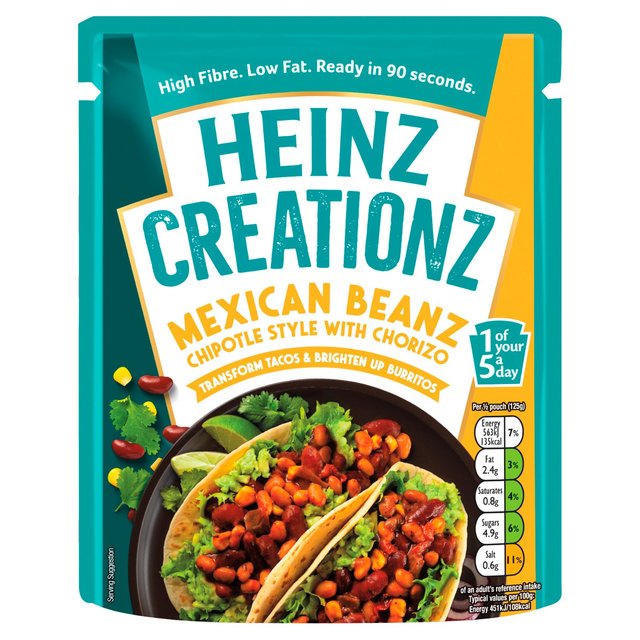 High Fibre. Low Fat. Ready in 90 seconds.
HEINZ
CREATIONZ
MEXICAN BEANZ
CHIPOTLE STYLE WITH CHORIZO
TRANSFORM TACOS & BRIGHTEN UP BURRITOS
1 of
your
5 a
day
Per ½ pouch (125g)
Energy
563kJ
135kcal
7%
Fat
2.4g
3%
Saturates
0.8g
4%
Sugars
4.9g
6%
Salt
0.6g
11%
of an adult's reference intake
Typical values per 100g:
Energy 451kJ/108kcal
Serving Suggestion